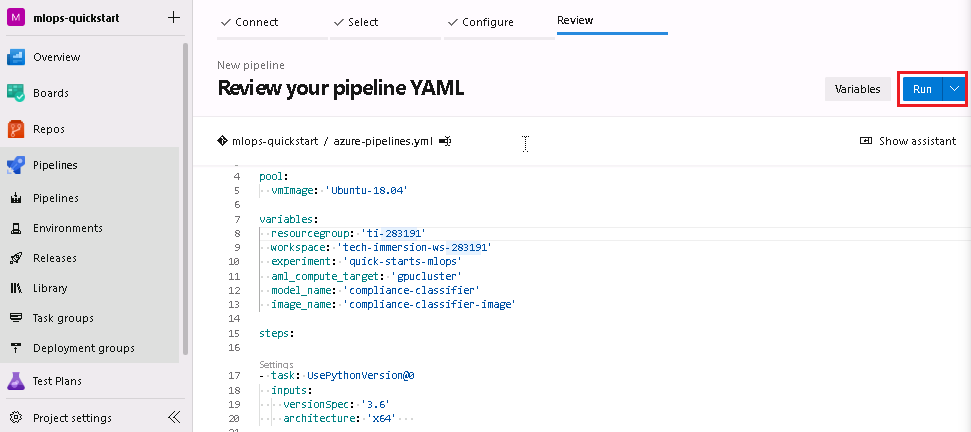 M mlops-quickstart +
Overview
Boards
Repos
Pipelines
Pipelines
Environments
Releases
Library
Task groups
Deployment groups
Test Plans
Project settings
Connect
Select
Configure
Review
New pipeline
Review your pipeline YAML
Variables
Run
mlops-quickstart / azure-pipelines.yml
Show assistant
4 pool:
5 vmImage: 'Ubuntu-18.04'
6
7 variables:
8 resourcegroup: 'ti-283191'
9 workspace: 'tech-immersion-ws-283191'
10 experiment: 'quick-starts-mlops'
11 aml_compute_target: 'gpucluster'
12 model_name: 'compliance-classifier'
13 image_name: 'compliance-classifier-image'
14
15 steps:
16
Settings
17 - task: UsePythonVersion@0
18 inputs:
19 versionSpec: '3.6'
20 architecture: 'x64'